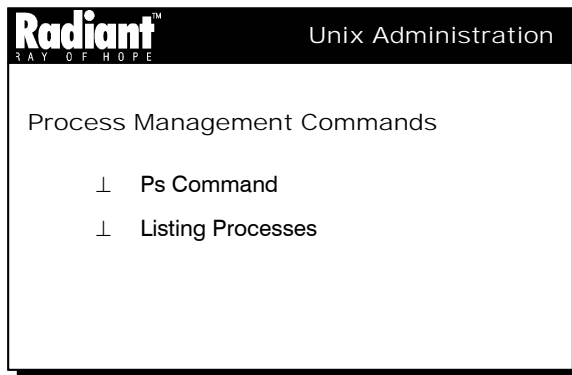 Radiant™
RAY OF HOPE
Unix Administration
Process Management Commands
⊥ Ps Command
⊥ Listing Processes